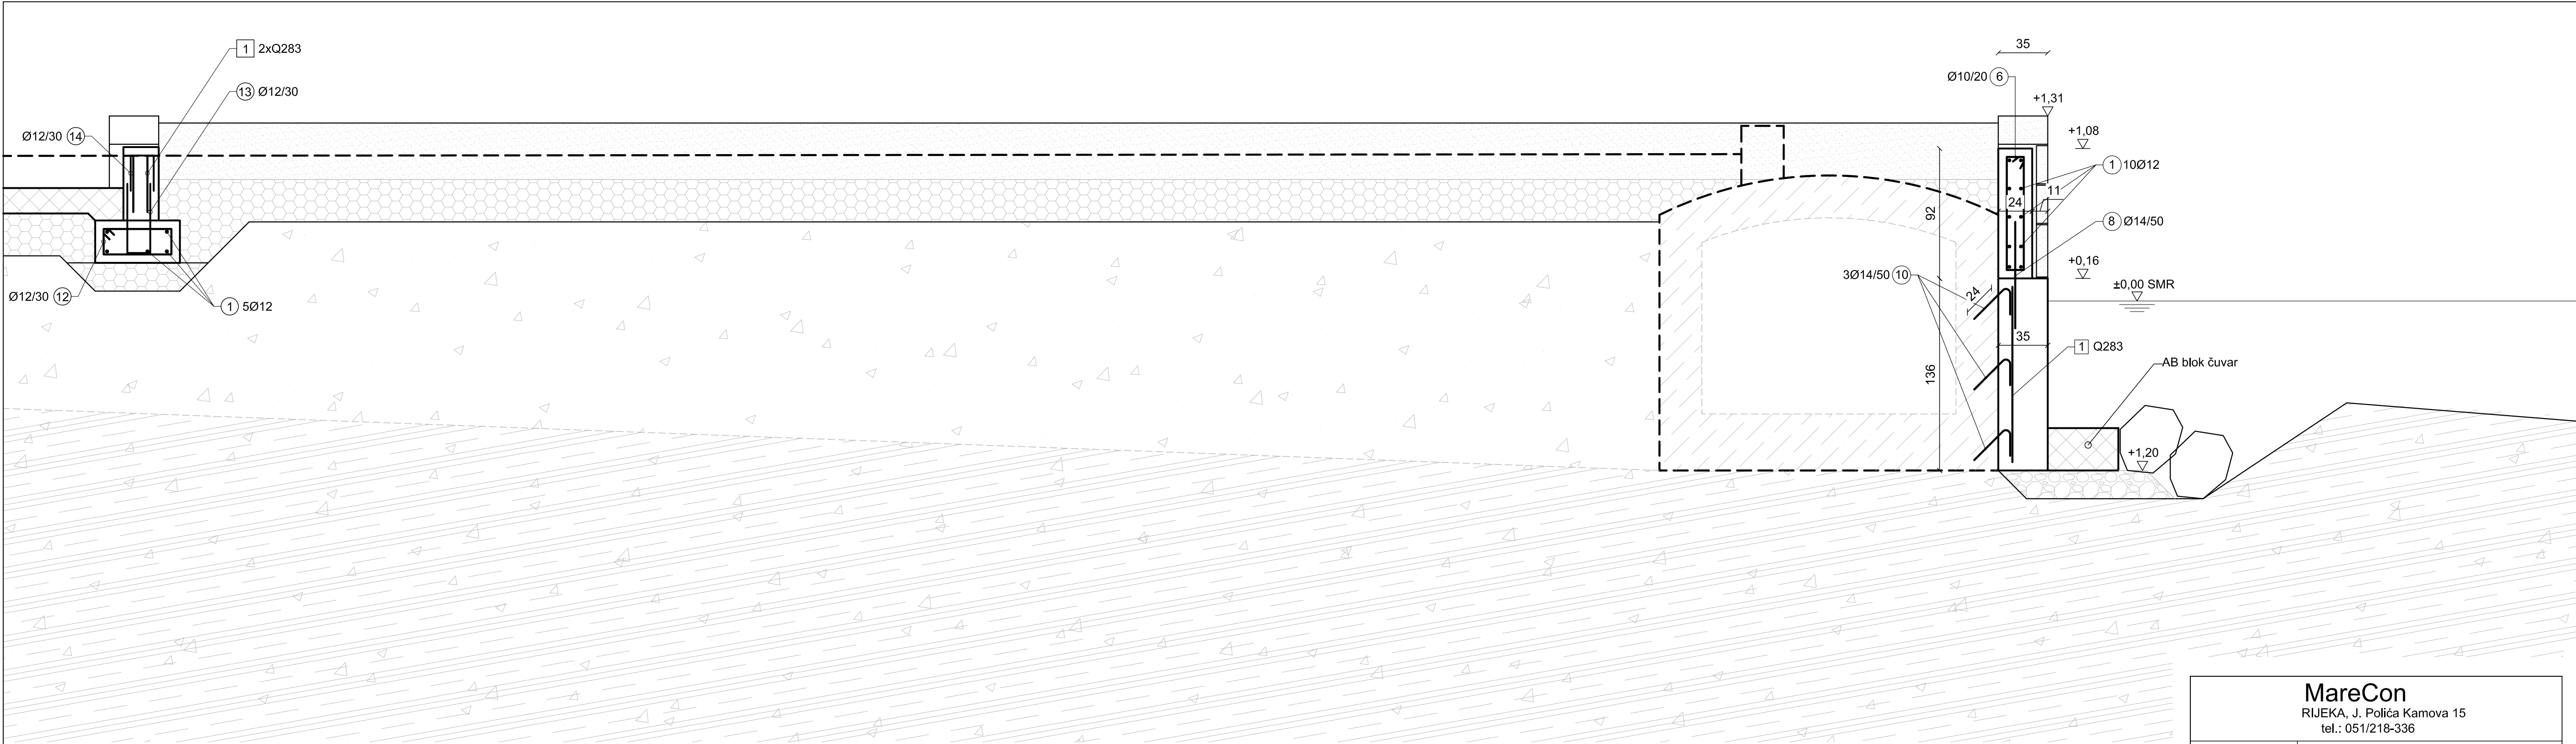 1 2xQ283
13 Ø12/30
Ø12/30 14
Ø12/30 12
1 5Ø12
35
Ø10/20 6
+1,31
+1,08
1 10Ø12
11
24
92
8 Ø14/50
+0,16
3Ø14/50 10
24
±0,00 SMR
35
1 Q283
136
AB blok čuvar
+1,20
MareCon
RIJEKA, J. Polića Kamova 15
tel.: 051/218-336